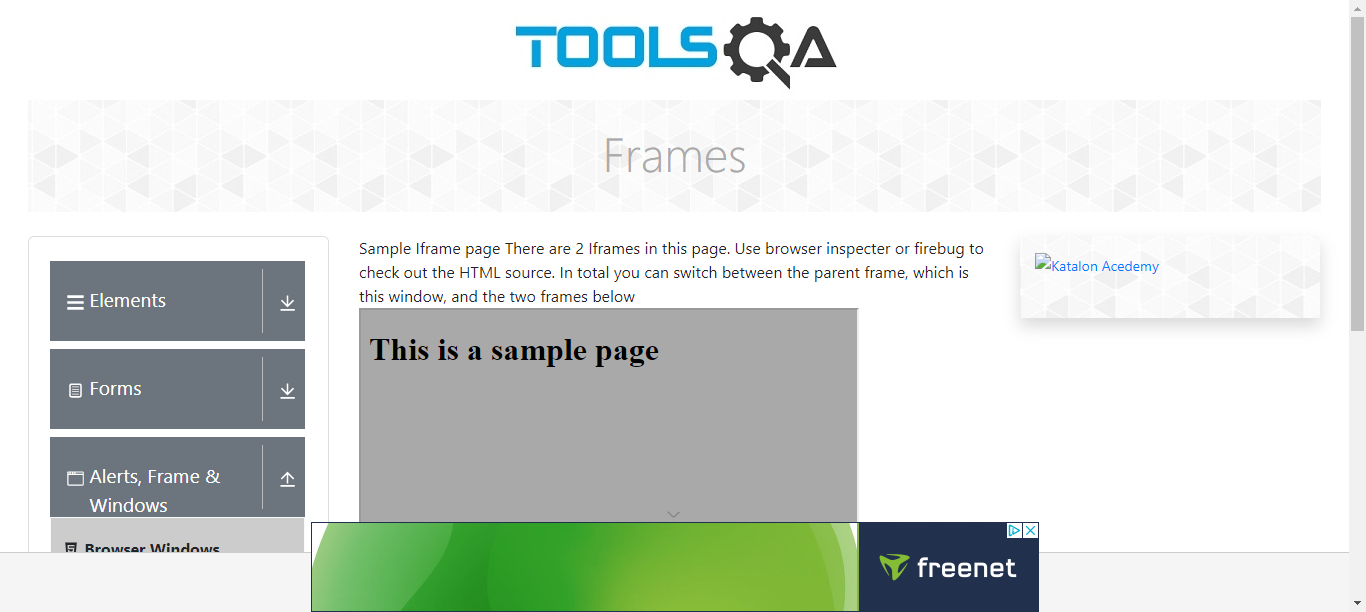 TOOLSQA
Frames
Elements
Forms
Alerts, Frame &
Windows
Browser Windows
Sample Iframe page There are 2 Iframes in this page. Use browser inspecter or firebug to
check out the HTML source. In total you can switch between the parent frame, which is
this window, and the two frames below
This is a sample page
Katalon Acedemy
freenet